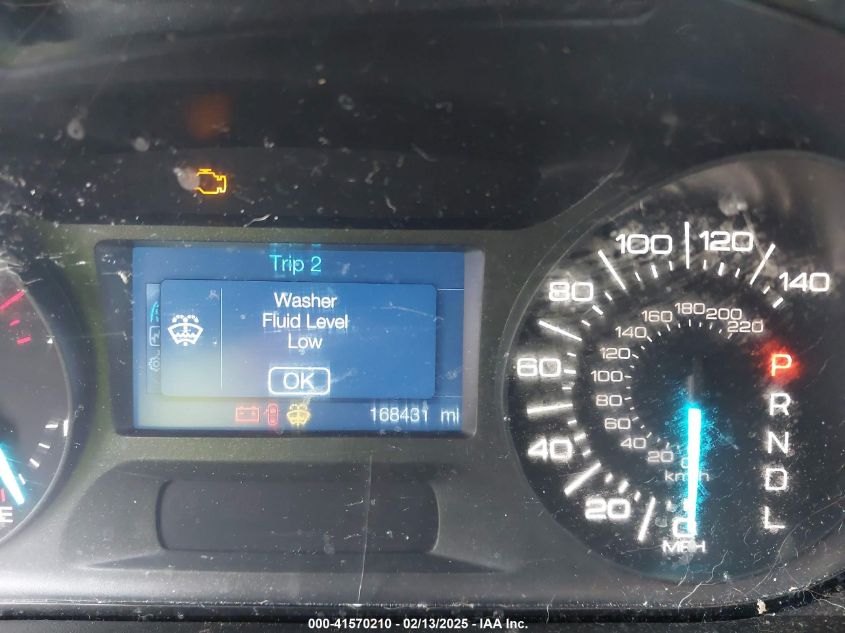 Trip 2
Washer
Fluid Level
Low
OK
168431 mi
E
20
40
60
80
100
120
140
20
40
60
80
100
120
140
160
180
200
220
0
km/h
0
MPH
P
R
N
D
L
000-41570210 - 02/13/2025 - IAA, Inc.